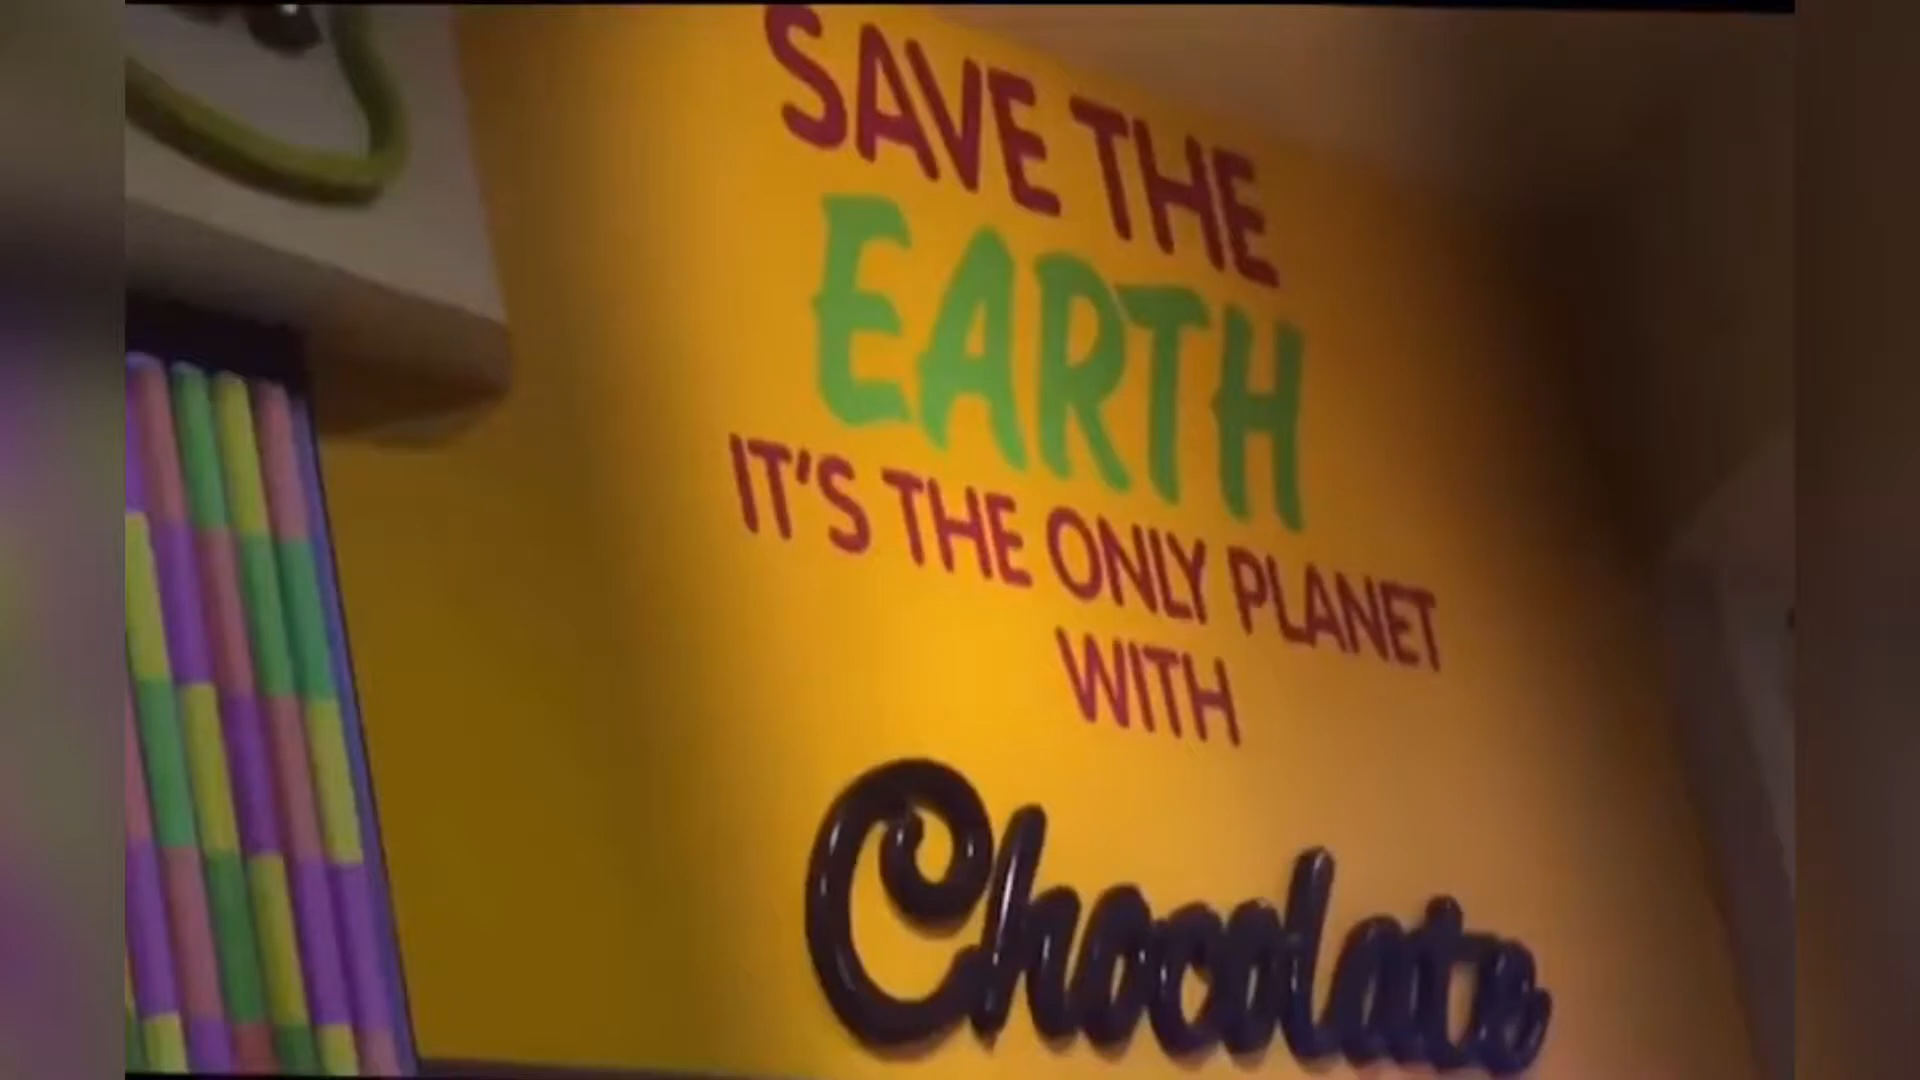 SAVE THE
EARTH
IT'S THE ONLY PLANET
WITH
Chocolate